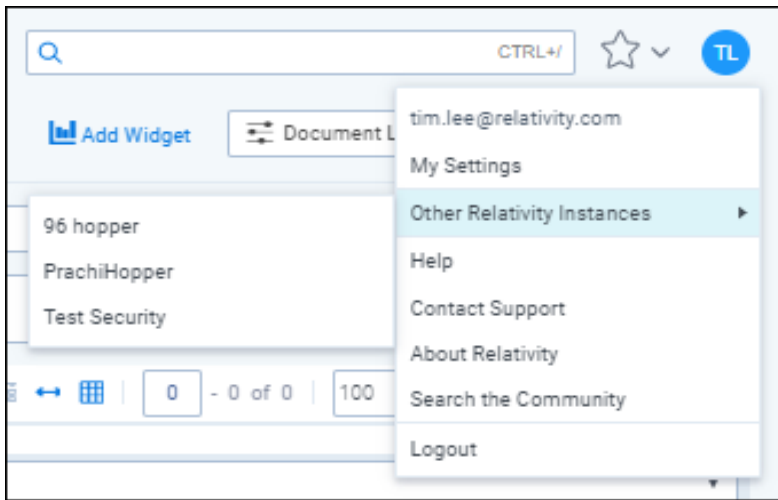 CTRL+/
TL
Add Widget
Document L
tim.lee@relativity.com
My Settings
Other Relativity Instances
Help
Contact Support
About Relativity
Search the Community
Logout
96 hopper
PrachiHopper
Test Security
0 - 0 of 0
100